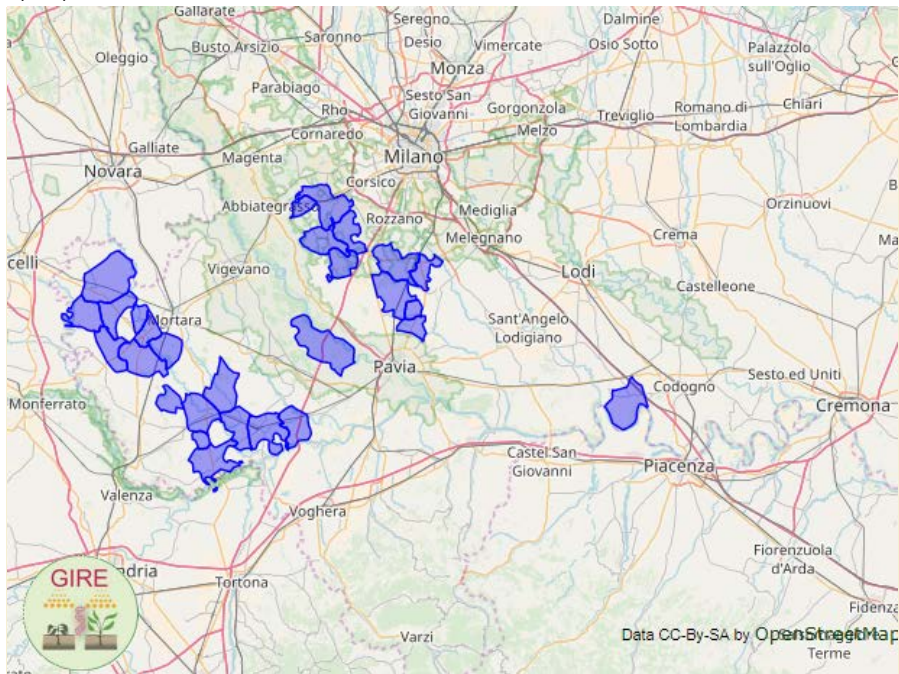 Gallarate
Seregno
Dalmine
Oleggio
Busto Arsizio
Saronno
Desio
Vimercate
Osio Sotto
Palazzolo
sull'Oglio
Monza
Parabiago
Sesto San
Giovanni
Rho
Gorgonzola
Treviglio
Romano di
Lombardia
Chiari
Cornaredo
Melzo
Galliate
Magenta
Milano
Novara
Corsico
Abbiategrasso
Rozzano
Mediglia
Orzinuovi
Melegnano
Crema
Ma
celli
Vigevano
Lodi
Castelleone
Mortara
Sant'Angelo
Lodigiano
Pavia
Codogno
Sesto ed Uniti
Monferrato
Cremona
Castel San
Giovanni
Piacenza
Valenza
Voghera
Fiorenzuola
d'Arda
GIRE
ndria
Tortona
Fidenza
Varzi
Data CC-By-SA by OpenStreetMap
Terme